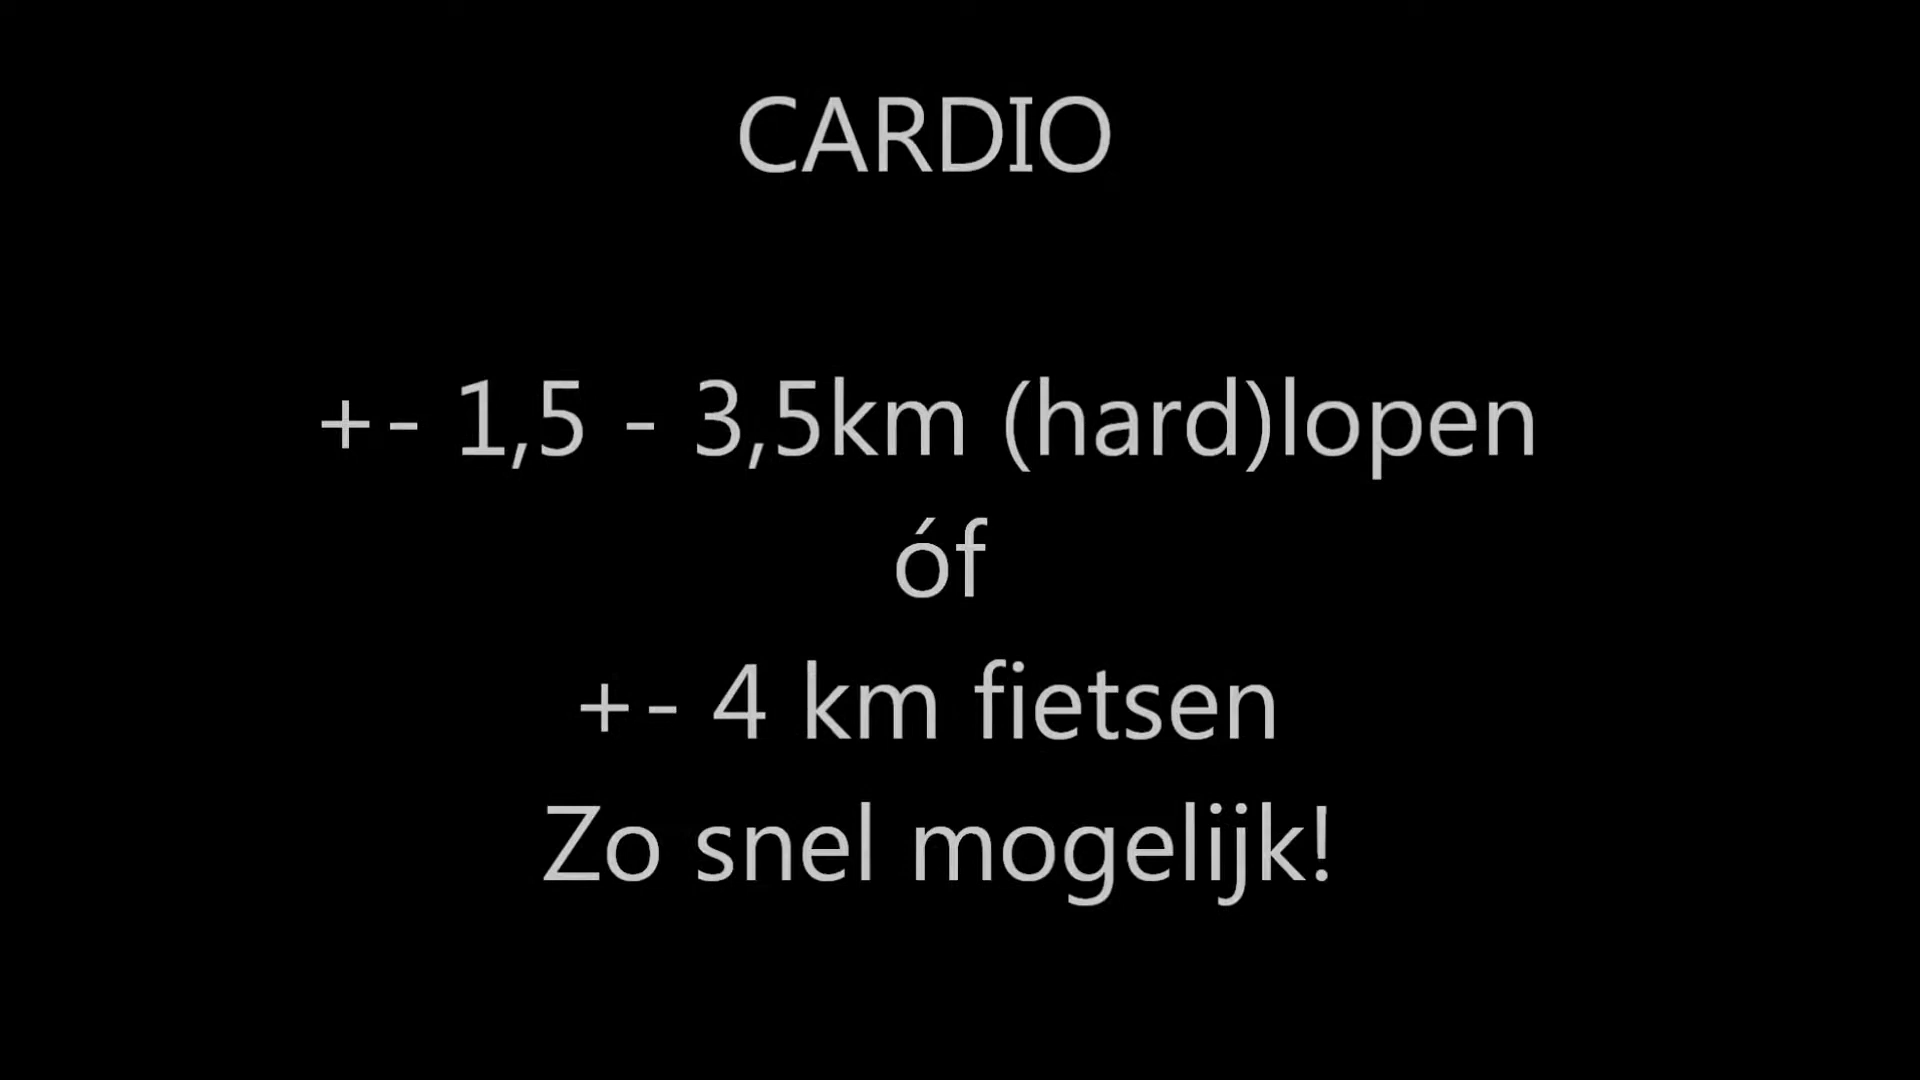 CARDIO
+- 1,5 - 3,5km (hard)lopen
óf
+- 4 km fietsen
Zo snel mogelijk!